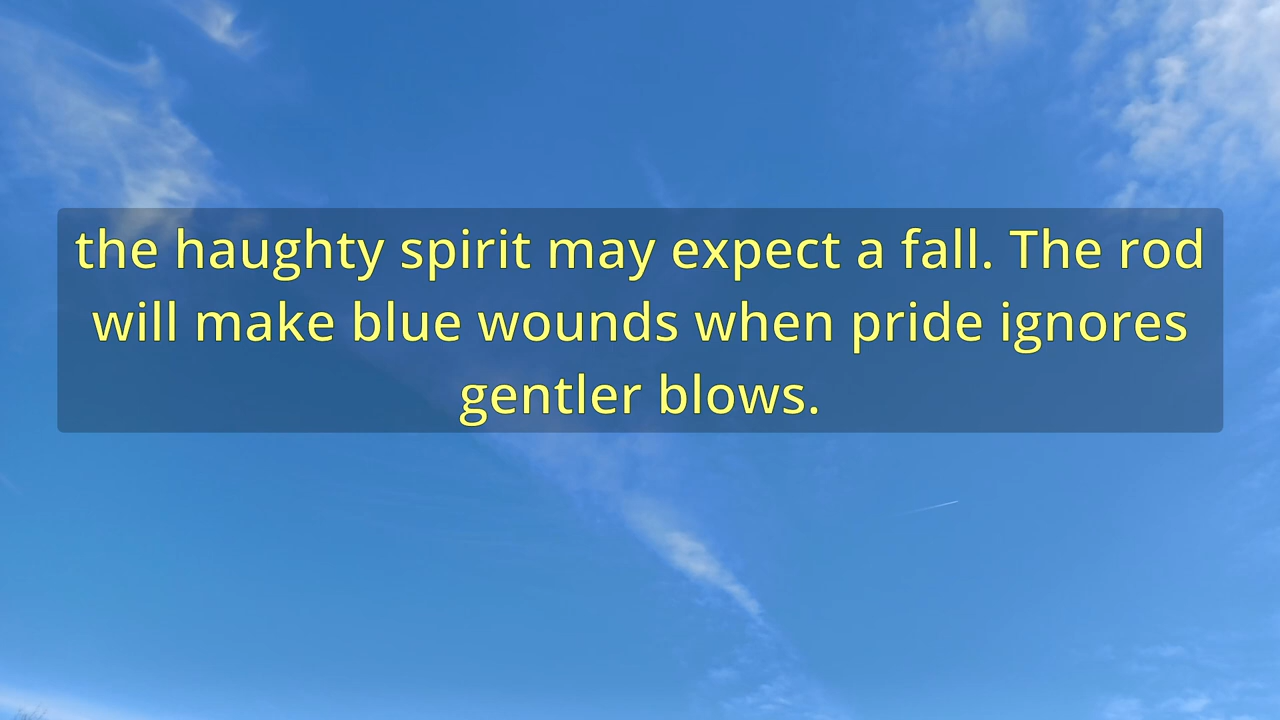 the haughty spirit may expect a fall. The rod
will make blue wounds when pride ignores
gentler blows.